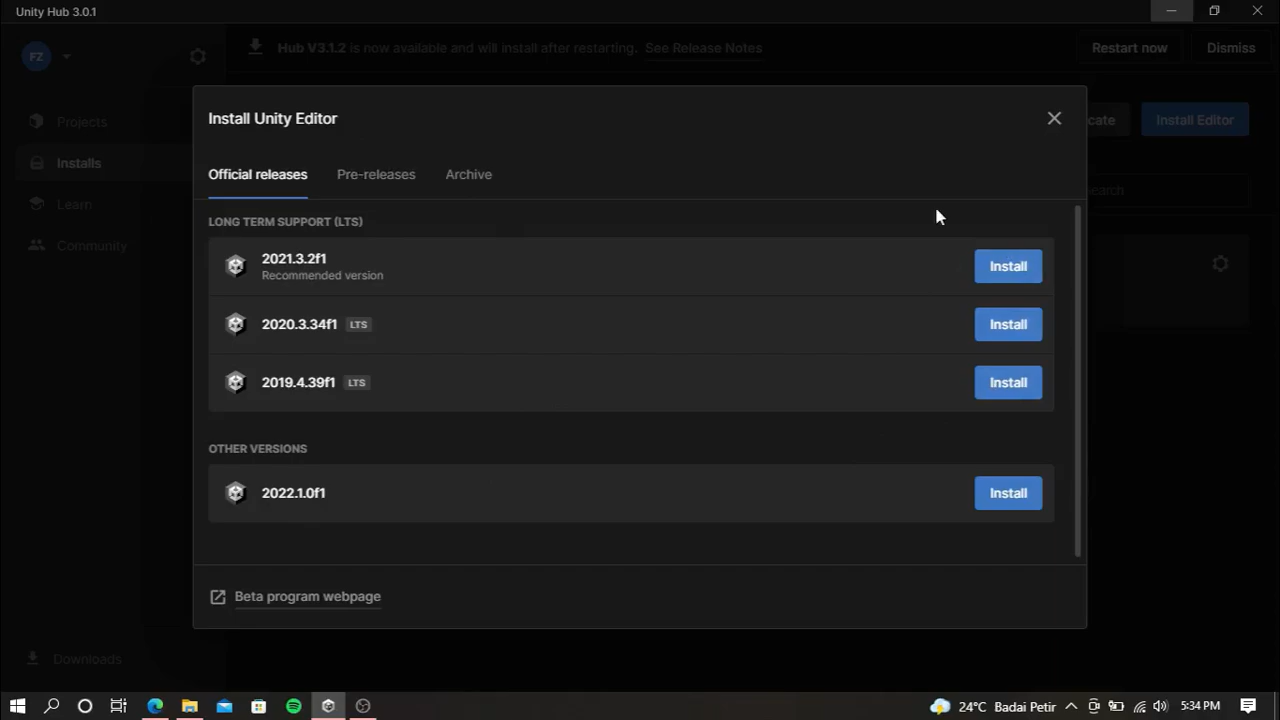 Unity Hub 3.0.1
FZ
Hub V3.1.2 is now available and will install after restarting. See Release Notes
Restart now
Dismiss
Projects
Installs
Learn
Community
Downloads
cate
Install Editor
earch
Install Unity Editor
Official releases
Pre-releases
Archive
LONG TERM SUPPORT (LTS)
2021.3.2f1
Recommended version
Install
2020.3.34f1 LTS
Install
2019.4.39f1 LTS
Install
OTHER VERSIONS
2022.1.0f1
Install
Beta program webpage
24°C Badai Petir
5:34 PM